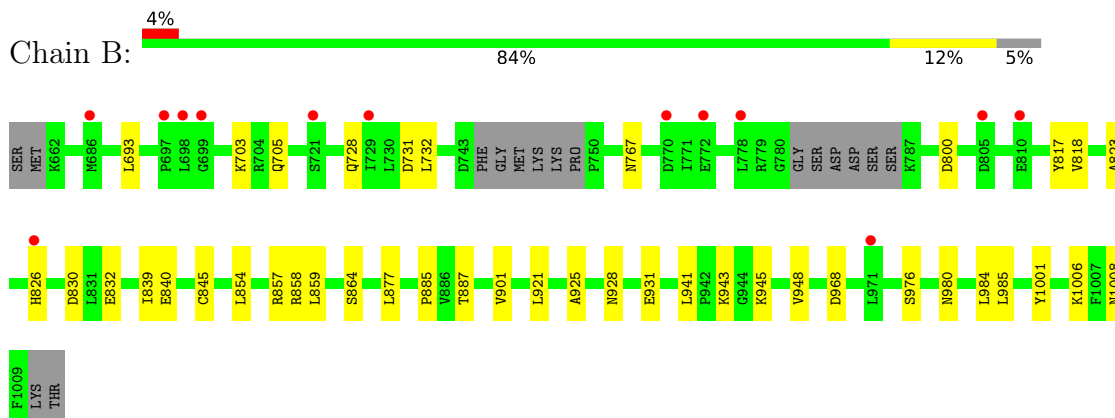 4%
Chain B:
84% 12% 5%
SER MET K662 M686 L693 P697 L698 G699 K703 R704 Q705 S721 Q728 I729 L730 D731 L732 D743 PHE GLY MET LYS LYS PRO P750 N767 D770 I771 E772 L778 R779 G780 GLY SER ASP ASP SER SER K787 D800 D805 E810 Y817 V818 A823
H826 D830 L831 E832 I839 E840 C845 L854 R857 R858 L859 S864 L877 P885 V886 T887 V901 L921 A925 N928 E931 L941 P942 K943 G944 K945 V948 D968 L971 S976 N980 L984 L985 Y1001 K1006 F1007 N1008
F1009 LYS THR